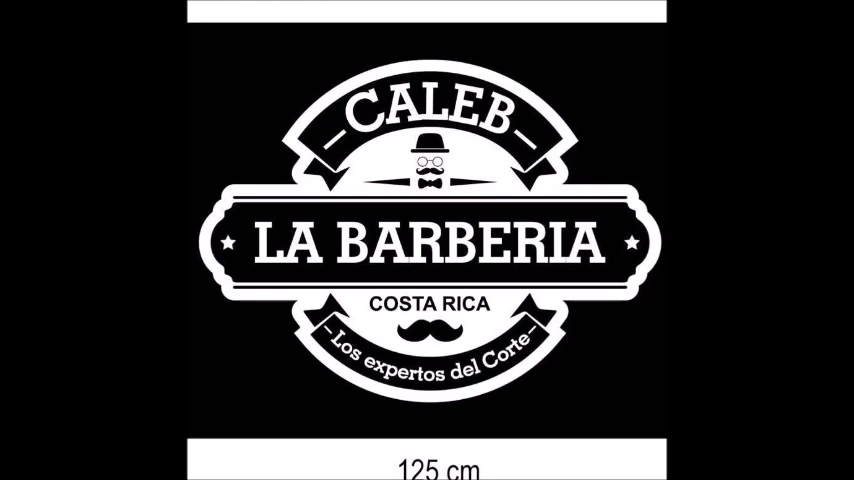 CALEB
LA BARBERIA
COSTA RICA
Los expertos del Corte
125 cm